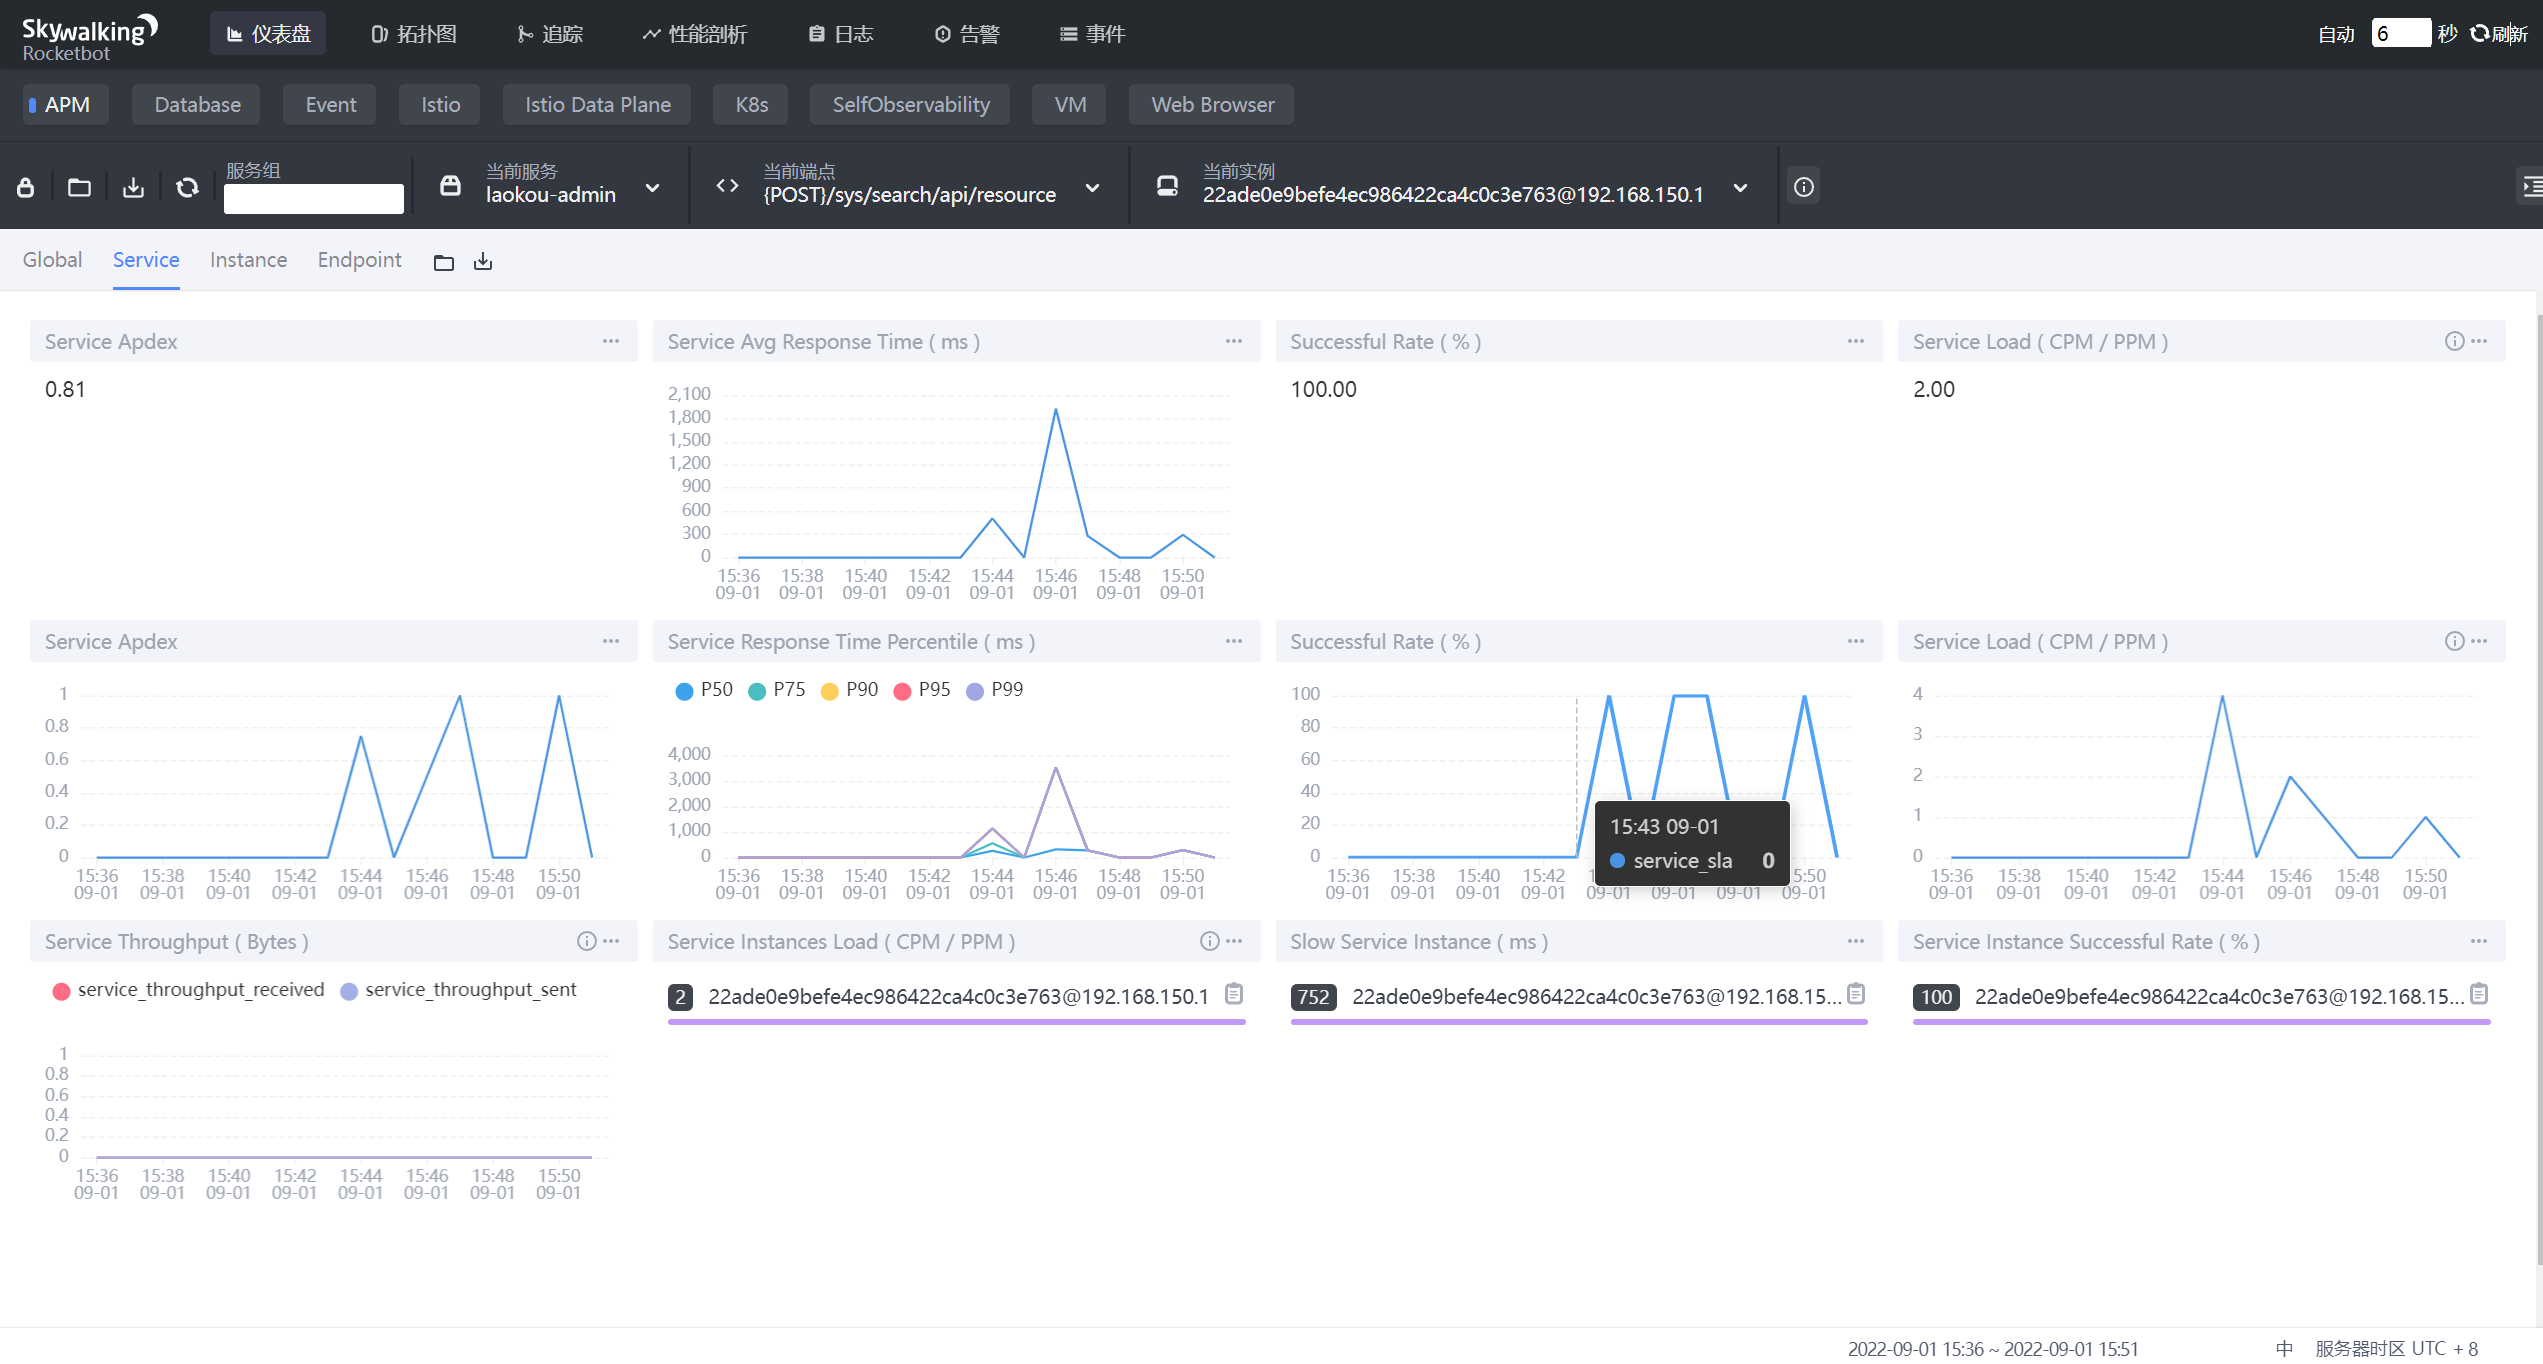 Skywalking
Rocketbot
仪表盘 拓扑图 追踪 性能剖析 日志 告警 事件
自动 6 秒 刷新
APM Database Event Istio Istio Data Plane K8s SelfObservability VM Web Browser
服务组
当前服务
laokou-admin
当前端点
{POST}/sys/search/api/resource
当前实例
22ade0e9befe4ec986422ca4c0c3e763@192.168.150.1
Global Service Instance Endpoint
Service Apdex
0.81
Service Avg Response Time ( ms )
2,100
1,800
1,500
1,200
900
600
300
0
15:36 15:38 15:40 15:42 15:44 15:46 15:48 15:50
09-01 09-01 09-01 09-01 09-01 09-01 09-01 09-01
Successful Rate ( % )
100.00
Service Load ( CPM / PPM )
2.00
Service Apdex
1
0.8
0.6
0.4
0.2
0
15:36 15:38 15:40 15:42 15:44 15:46 15:48 15:50
09-01 09-01 09-01 09-01 09-01 09-01 09-01 09-01
Service Response Time Percentile ( ms )
P50 P75 P90 P95 P99
4,000
3,000
2,000
1,000
0
15:36 15:38 15:40 15:42 15:44 15:46 15:48 15:50
09-01 09-01 09-01 09-01 09-01 09-01 09-01 09-01
Successful Rate ( % )
100
80
60
40
20
0
15:43 09-01
service_sla 0
15:36 15:38 15:40 15:42 1 5:50
09-01 09-01 09-01 09-01 09-01 09-01 09-01 09-01
Service Load ( CPM / PPM )
4
3
2
1
0
15:36 15:38 15:40 15:42 15:44 15:46 15:48 15:50
09-01 09-01 09-01 09-01 09-01 09-01 09-01 09-01
Service Throughput ( Bytes )
service_throughput_received service_throughput_sent
1
0.8
0.6
0.4
0.2
0
15:36 15:38 15:40 15:42 15:44 15:46 15:48 15:50
09-01 09-01 09-01 09-01 09-01 09-01 09-01 09-01
Service Instances Load ( CPM / PPM )
2 22ade0e9befe4ec986422ca4c0c3e763@192.168.150.1
Slow Service Instance ( ms )
752 22ade0e9befe4ec986422ca4c0c3e763@192.168.15...
Service Instance Successful Rate ( % )
100 22ade0e9befe4ec986422ca4c0c3e763@192.168.15...
2022-09-01 15:36 ~ 2022-09-01 15:51 中 服务器时区 UTC + 8